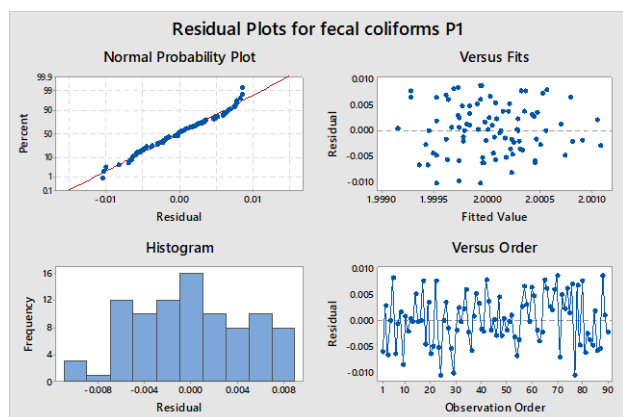 Residual Plots for fecal coliforms P1
Normal Probability Plot
99.9
99
90
50
10
1
0.1
Percent
-0.01 0.00 0.01
Residual
Versus Fits
0.010
0.005
0.000
-0.005
-0.010
Residual
1.9990 1.9995 2.0000 2.0005 2.0010
Fitted Value
Histogram
16
12
8
4
0
Frequency
-0.008 -0.004 0.000 0.004 0.008
Residual
Versus Order
0.010
0.005
0.000
-0.005
-0.010
Residual
1 10 20 30 40 50 60 70 80 90
Observation Order